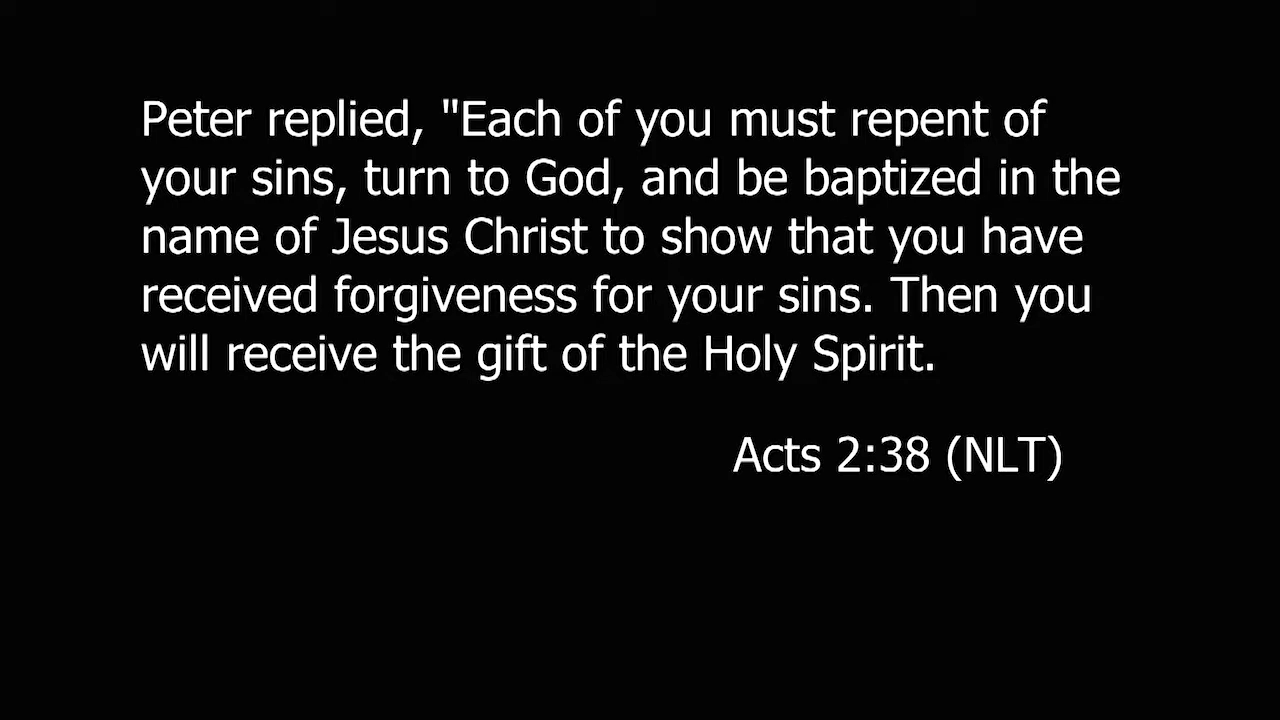 Peter replied, "Each of you must repent of
your sins, turn to God, and be baptized in the
name of Jesus Christ to show that you have
received forgiveness for your sins. Then you
will receive the gift of the Holy Spirit.
Acts 2:38 (NLT)